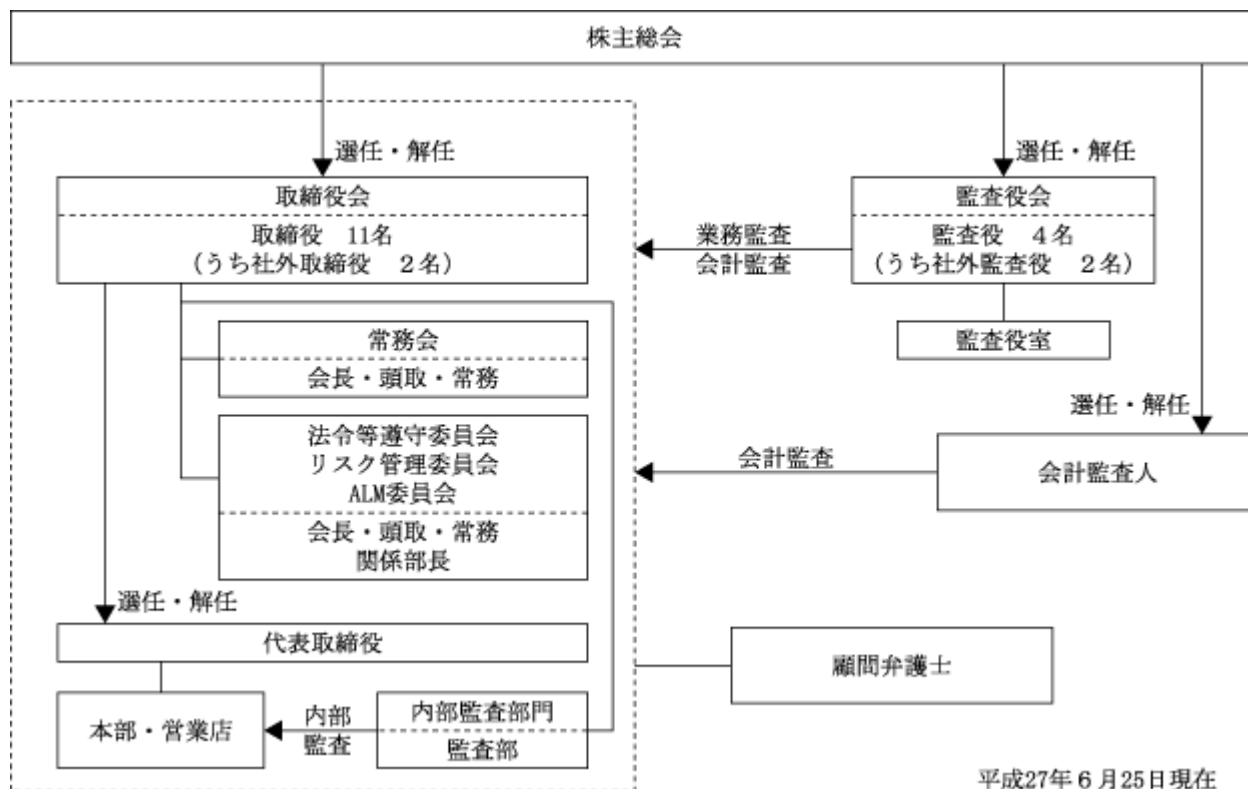 株主総会
選任・解任
選任・解任
取締役会
取締役　11名
（うち社外取締役　２名）
業務監査
会計監査
監査役会
監査役　４名
（うち社外監査役　２名）
監査役室
常務会
会長・頭取・常務
選任・解任
法令等遵守委員会
リスク管理委員会
ALM委員会
会長・頭取・常務
関係部長
会計監査
会計監査人
選任・解任
代表取締役
顧問弁護士
本部・営業店
内部
監査
内部監査部門
監査部
平成27年６月25日現在